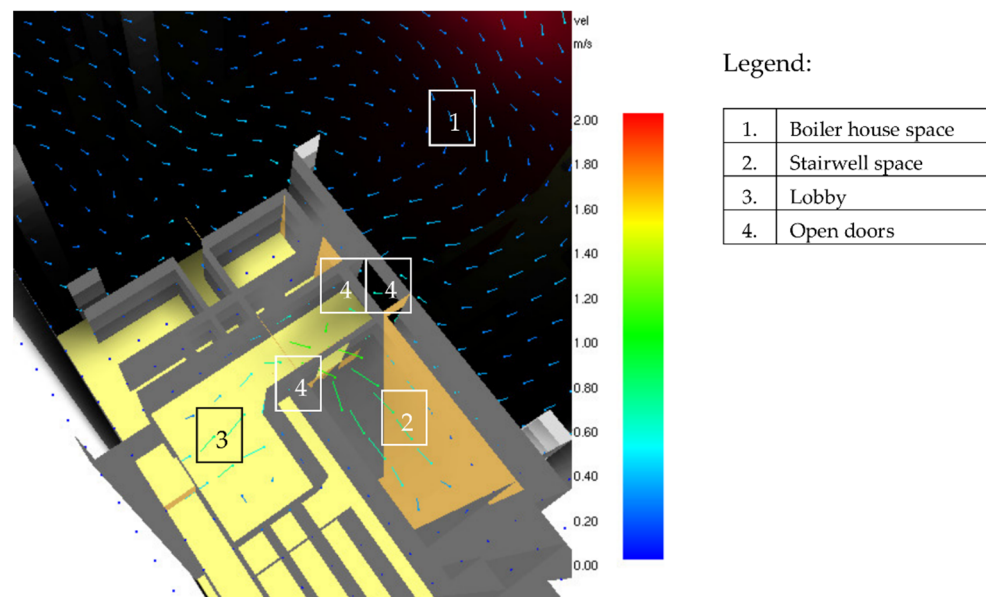 vel
m/s
2.00
1.80
1.60
1.40
1.20
1.00
0.80
0.60
0.40
0.20
0.00
1
4 4
4
2
3
Legend:
1. Boiler house space
2. Stairwell space
3. Lobby
4. Open doors